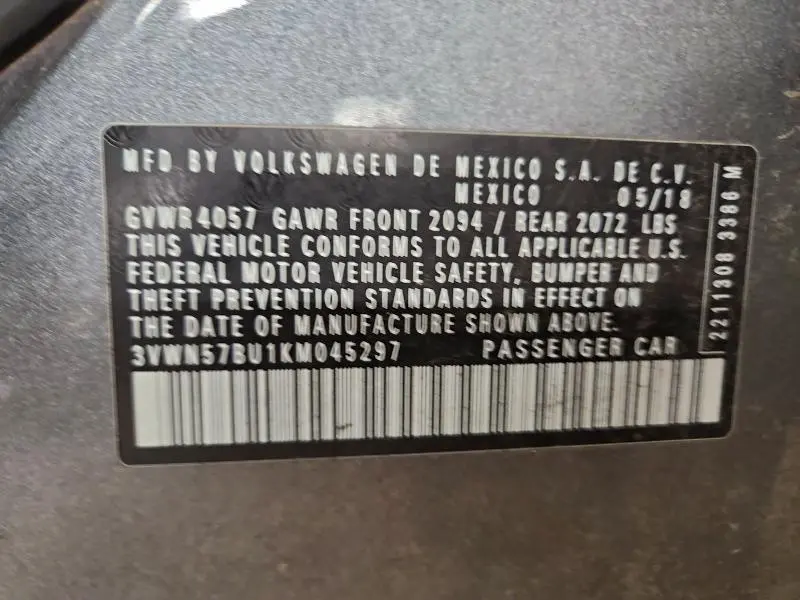 MFD BY VOLKSWAGEN DE MEXICO S.A. DE C.V.
MEXICO 05/18
GVWR 4057 GAWR FRONT 2094 / REAR 2072 LBS
THIS VEHICLE CONFORMS TO ALL APPLICABLE U.S.
FEDERAL MOTOR VEHICLE SAFETY, BUMPER AND
THEFT PREVENTION STANDARDS IN EFFECT ON
THE DATE OF MANUFACTURE SHOWN ABOVE.
3VWN57BU1KM045297 PASSENGER CAR
2211308 3386 M